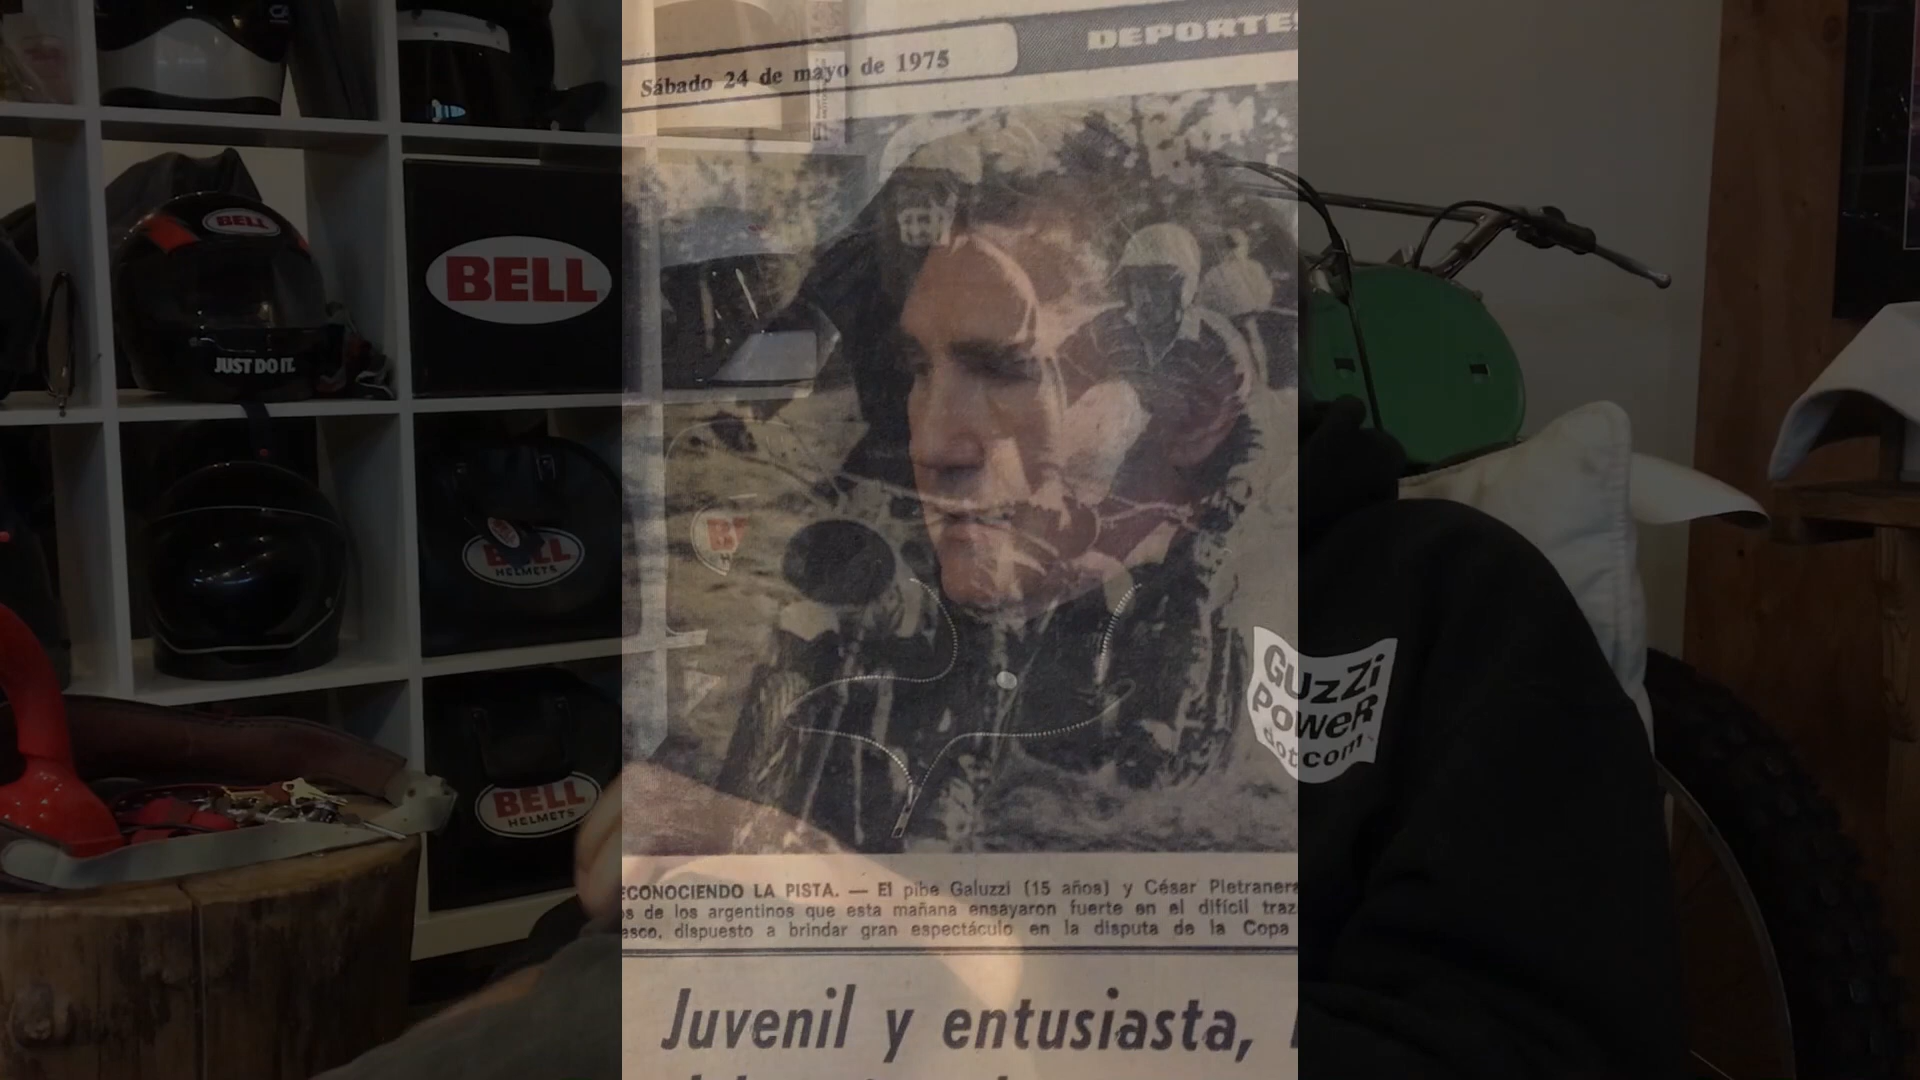 Sábado 24 de mayo de 1975
DEPORTES
BELL
JUST DO IT.
BELL
BELL
HELMETS
BELL
HELMETS
GUZZi
POWER
dotcom
ECONOCIENDO LA PISTA. — El pibe Galuzzi (15 años) y César Pietranera
s de los argentinos que esta mañana ensayaron fuerte en el difícil traz
asco, dispuesto a brindar gran espectáculo en la disputa de la Copa
Juvenil y entusiasta,